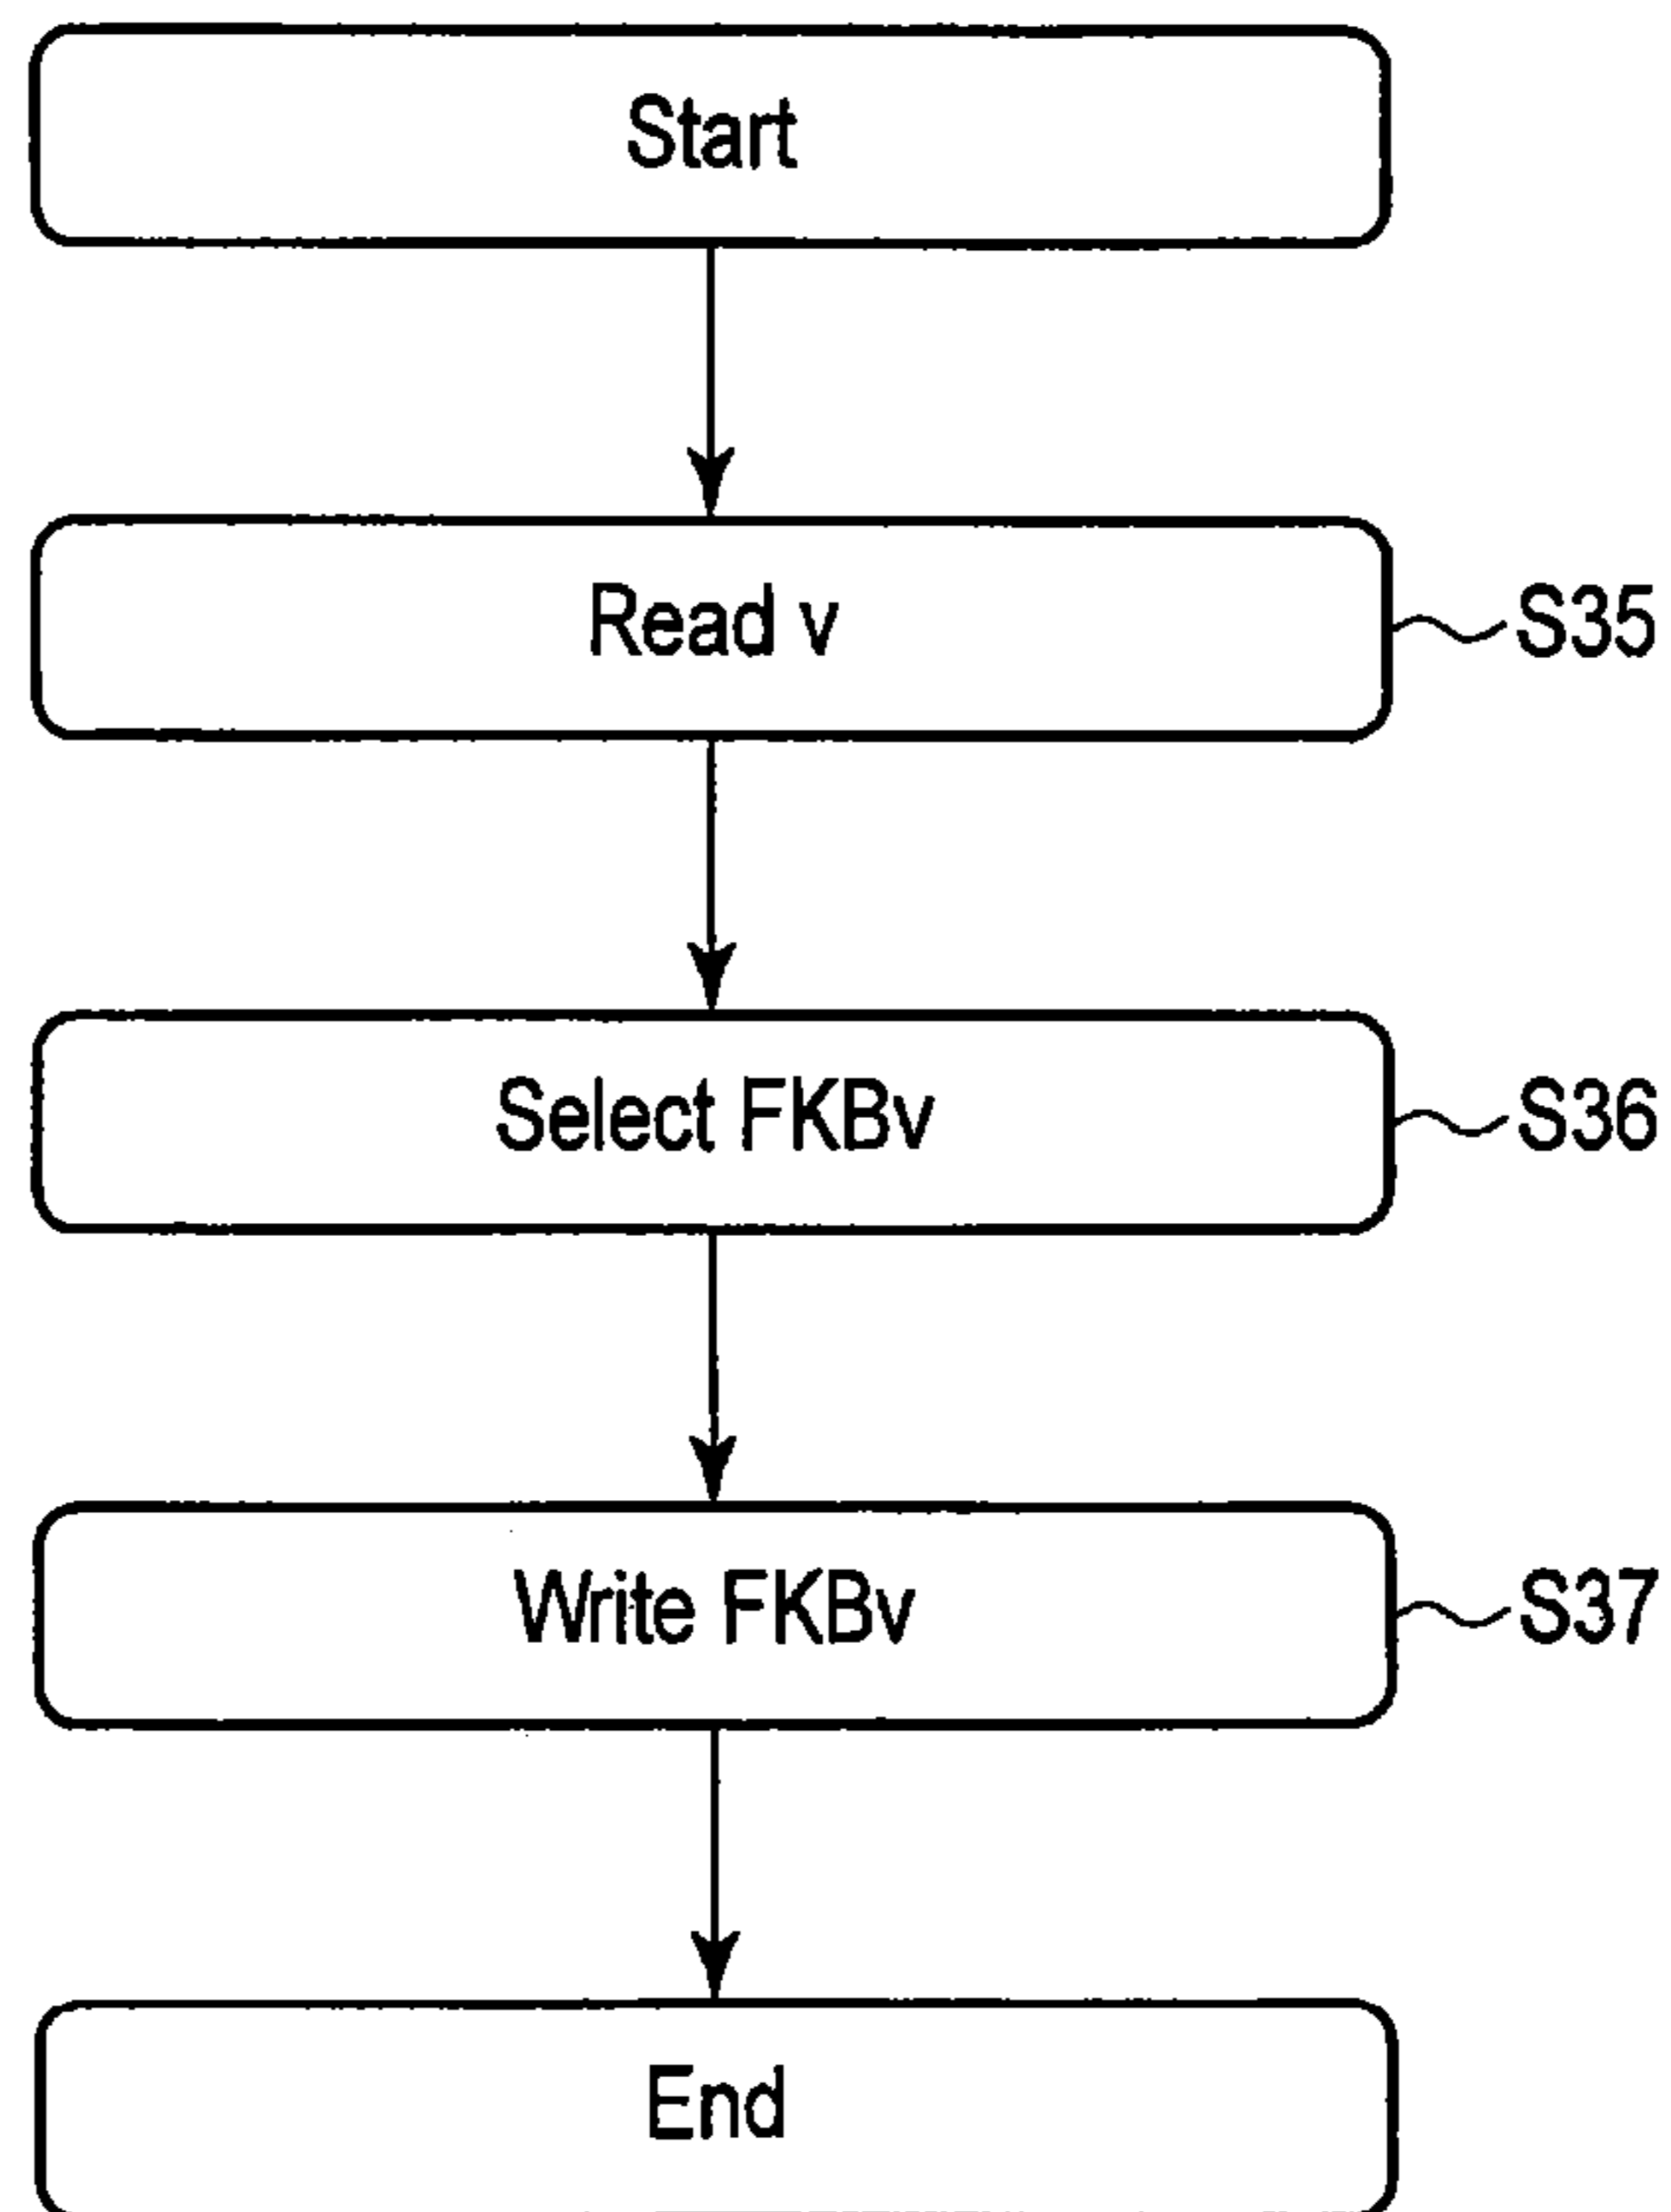 Start
Read v
S35
Select FKBv
S36
Write FKBv
S37
End